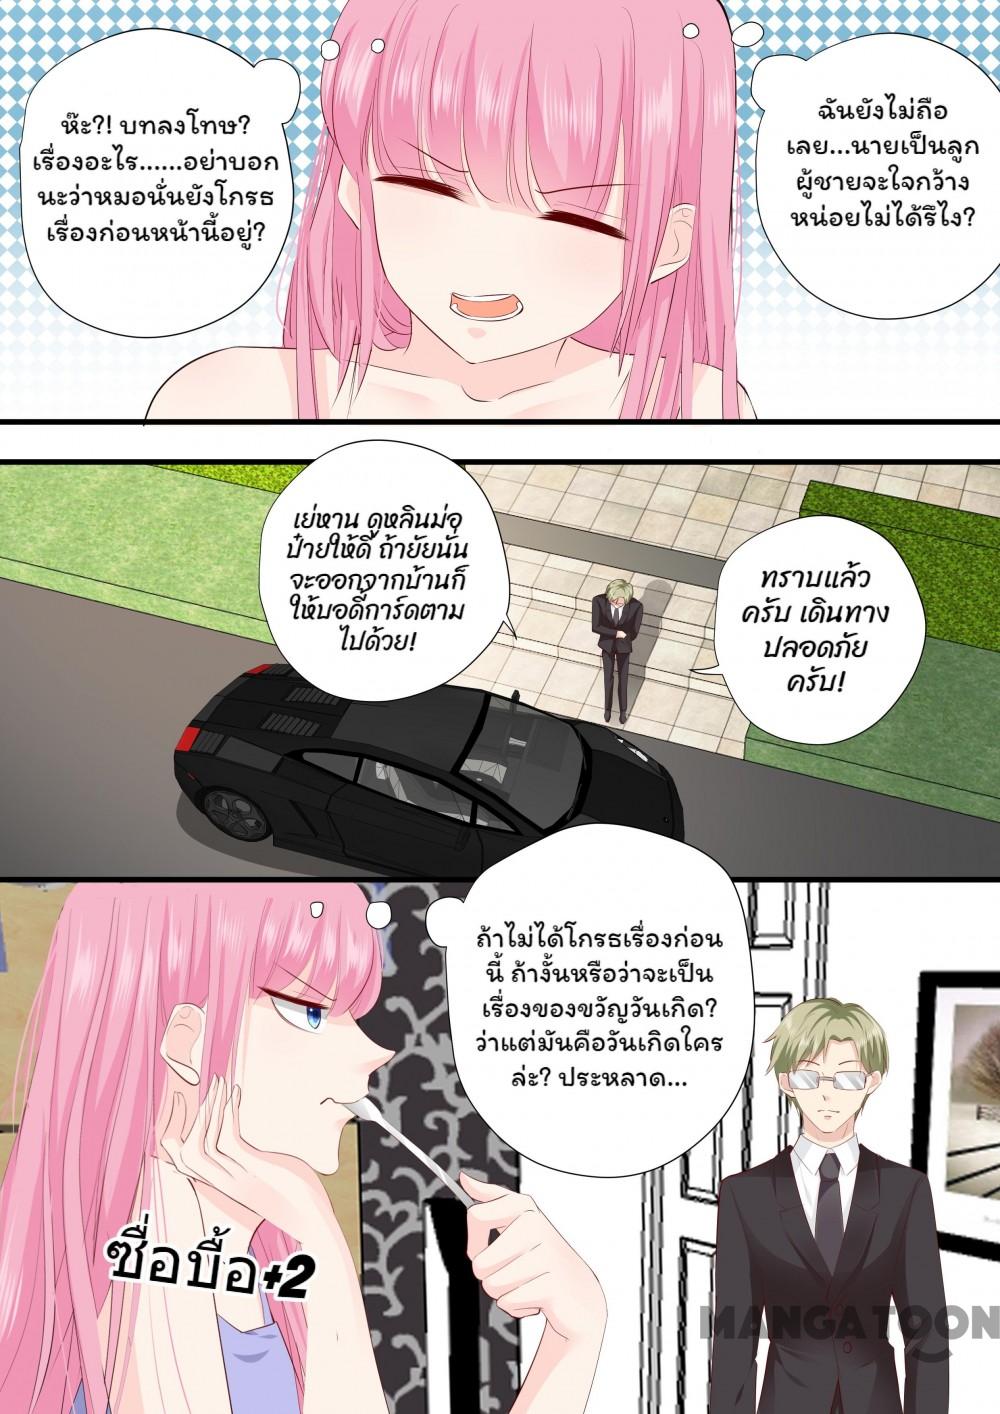 ห๊ะ?! บทลงโทษ?
เรื่องอะไร......อย่าบอก
นะว่าหมอนั่นยังโกรธ
เรื่องก่อนหน้านี้อยู่?
ฉันยังไม่ถือ
เลย...นายเป็นลูก
ผู้ชายจะใจกว้าง
หน่อยไม่ได้รึไง?
เย่หาน ดูหลินม่อ
ป๋ายให้ดี ถ้ายัยนั่น
จะออกจากบ้านก็
ให้บอดี้การ์ดตาม
ไปด้วย!
ทราบแล้ว
ครับ เดินทาง
ปลอดภัย
ครับ!
ถ้าไม่ได้โกรธเรื่องก่อน
นี้ ถ้างั้นหรือว่าจะเป็น
เรื่องของขวัญวันเกิด?
ว่าแต่มันคือวันเกิดใคร
ล่ะ? ประหลาด...
ซื่อบื้อ+2
MANGATOON